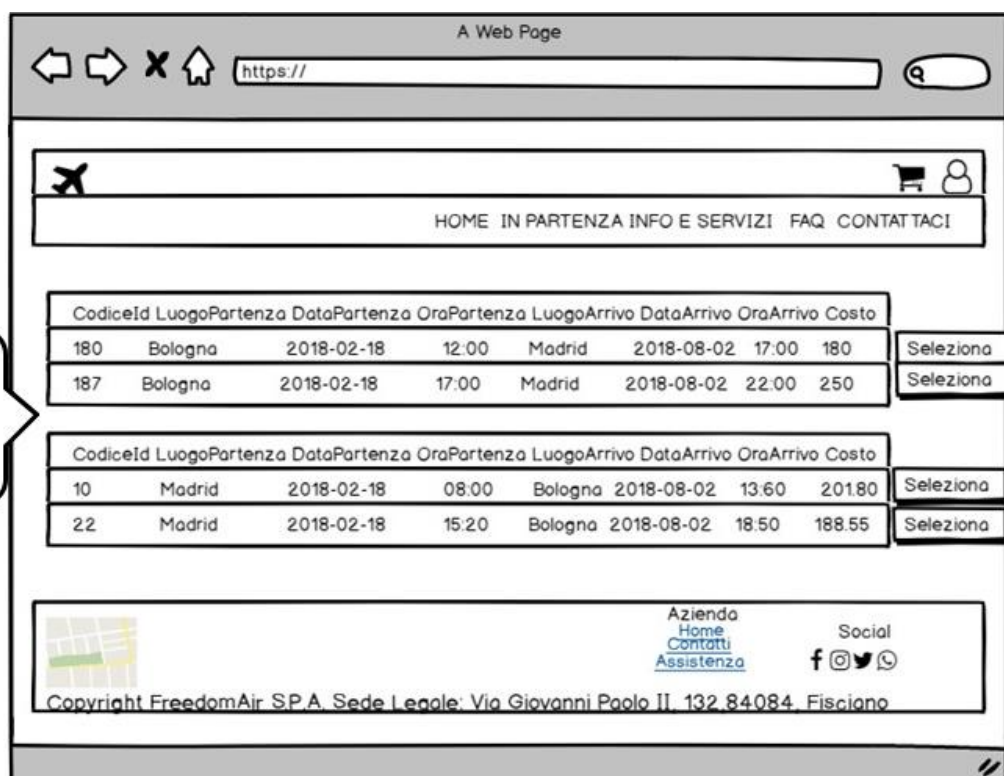 A Web Page
https://
HOME IN PARTENZA INFO E SERVIZI FAQ CONTATTACI
CodiceId LuogoPartenza DataPartenza OraPartenza LuogoArrivo DataArrivo OraArrivo Costo
180 Bologna 2018-02-18 12:00 Madrid 2018-08-02 17:00 180 Seleziona
187 Bologna 2018-02-18 17:00 Madrid 2018-08-02 22:00 250 Seleziona
CodiceId LuogoPartenza DataPartenza OraPartenza LuogoArrivo DataArrivo OraArrivo Costo
10 Madrid 2018-02-18 08:00 Bologna 2018-08-02 13:60 201.80 Seleziona
22 Madrid 2018-02-18 15:20 Bologna 2018-08-02 18:50 188.55 Seleziona
Azienda
Home
Contatti
Assistenza
Social
Copyright FreedomAir S.P.A. Sede Legale: Via Giovanni Paolo II, 132,84084, Fisciano